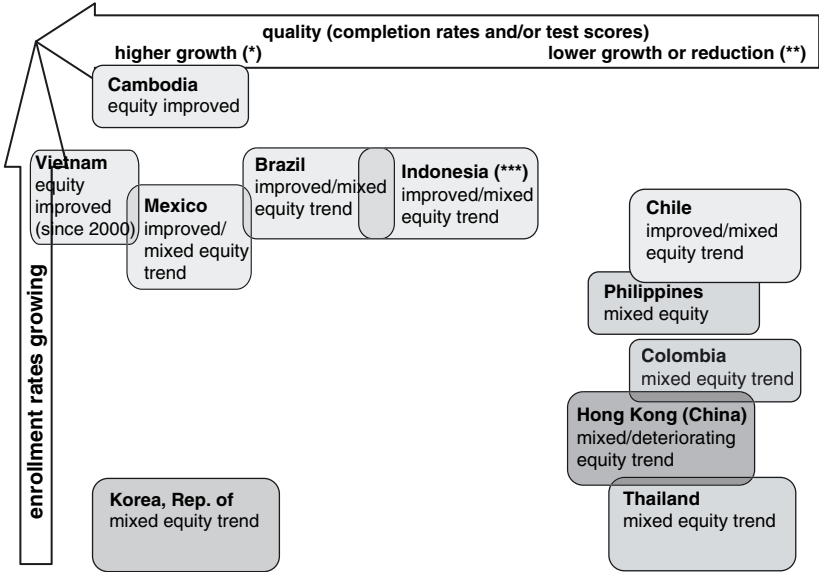 quality (completion rates and/or test scores)
higher growth (*)
lower growth or reduction (**)
Cambodia
equity improved
Vietnam
equity
improved
(since 2000)
Mexico
improved/
mixed equity
trend
Brazil
improved/mixed
equity trend
Indonesia (***)
improved/mixed
equity trend
Chile
improved/mixed
equity trend
Philippines
mixed equity
Colombia
mixed equity trend
Hong Kong (China)
mixed/deteriorating
equity trend
Korea, Rep. of
mixed equity trend
Thailand
mixed equity trend
enrollment rates growing